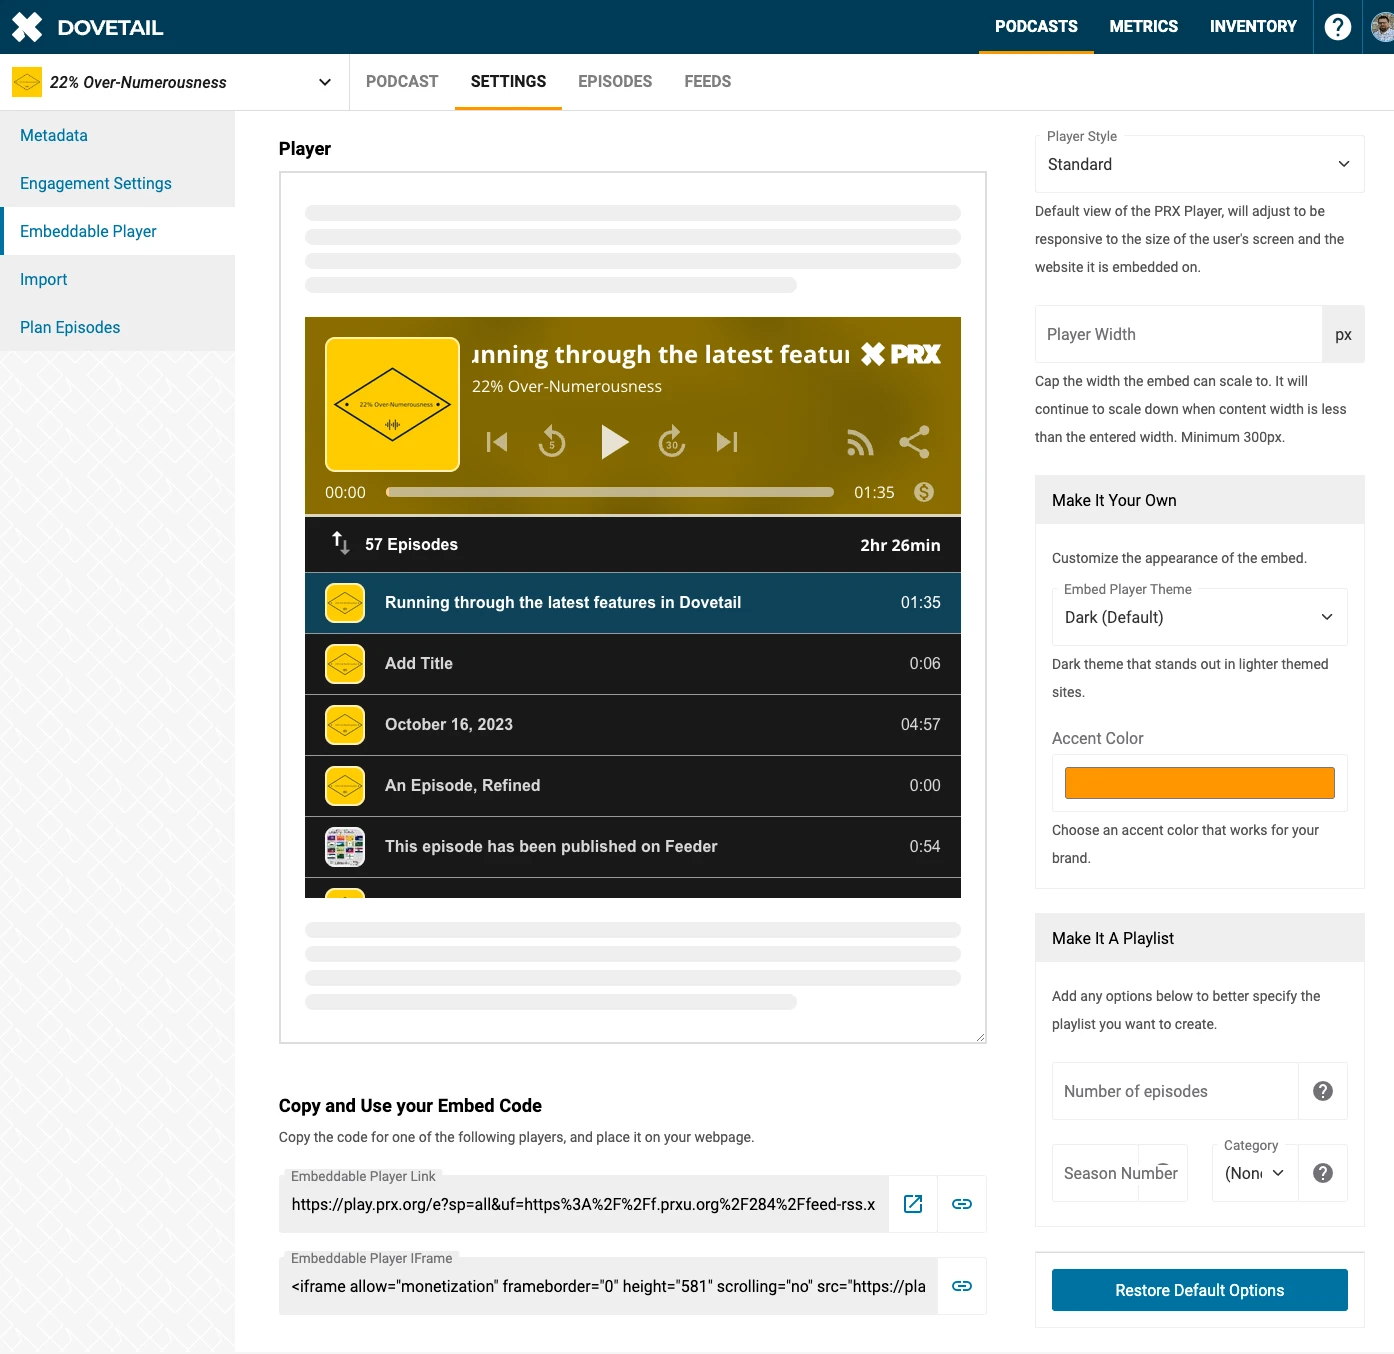 DOVETAIL
PODCASTS
METRICS
INVENTORY
22% Over-Numerousness
PODCAST
SETTINGS
EPISODES
FEEDS
Metadata
Engagement Settings
Embeddable Player
Import
Plan Episodes
Player
unning through the latest featur
PRX
22% Over-Numerousness
22% Over-Numerousness
5
30
00:00
01:35
57 Episodes
2hr 26min
Running through the latest features in Dovetail
01:35
Add Title
0:06
October 16, 2023
04:57
An Episode, Refined
0:00
This episode has been published on Feeder
0:54
Copy and Use your Embed Code
Copy the code for one of the following players, and place it on your webpage.
Embeddable Player Link
https://play.prx.org/e?sp=all&uf=https%3A%2F%2Ff.prxu.org%2F284%2Ffeed-rss.x
Embeddable Player IFrame
<iframe allow="monetization" frameborder="0" height="581" scrolling="no" src="https://pla
Player Style
Standard
Default view of the PRX Player, will adjust to be
responsive to the size of the user's screen and the
website it is embedded on.
Player Width
px
Cap the width the embed can scale to. It will
continue to scale down when content width is less
than the entered width. Minimum 300px.
Make It Your Own
Customize the appearance of the embed.
Embed Player Theme
Dark (Default)
Dark theme that stands out in lighter themed
sites.
Accent Color
Choose an accent color that works for your
brand.
Make It A Playlist
Add any options below to better specify the
playlist you want to create.
Number of episodes
Season Number
Category
(Non
Restore Default Options